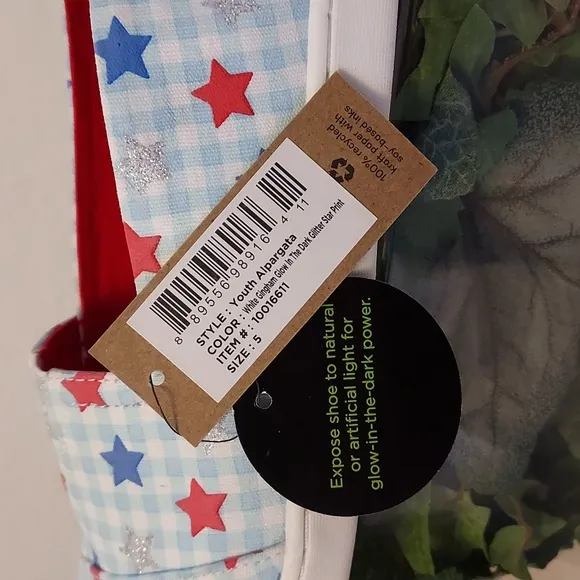 100% recycled
Kraft paper with
soy-based inks
8 89556 98916 4 11
STYLE : Youth Alpargata
COLOR : White Gingham Glow In The Dark Glitter Star Print
ITEM # : 10016611
SIZE : 5
Expose shoe to natural
or artificial light for
glow-in-the-dark power.